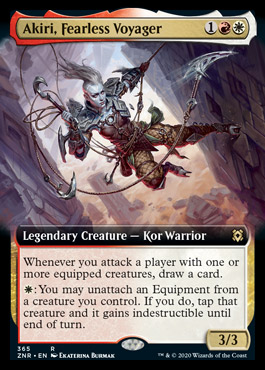 Akiri, Fearless Voyager 1
Legendary Creature — Kor Warrior
Whenever you attack a player with one or
more equipped creatures, draw a card.
:You may unattach an Equipment from
a creature you control. If you do, tap that
creature and it gains indestructible until
end of turn.
3/3
365 R
ZNR • EN Ekaterina Burmak
™ & © 2020 Wizards of the Coast